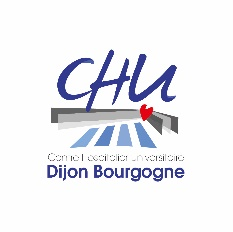 CHU
Centre Hospitalier Universitaire
Dijon Bourgogne